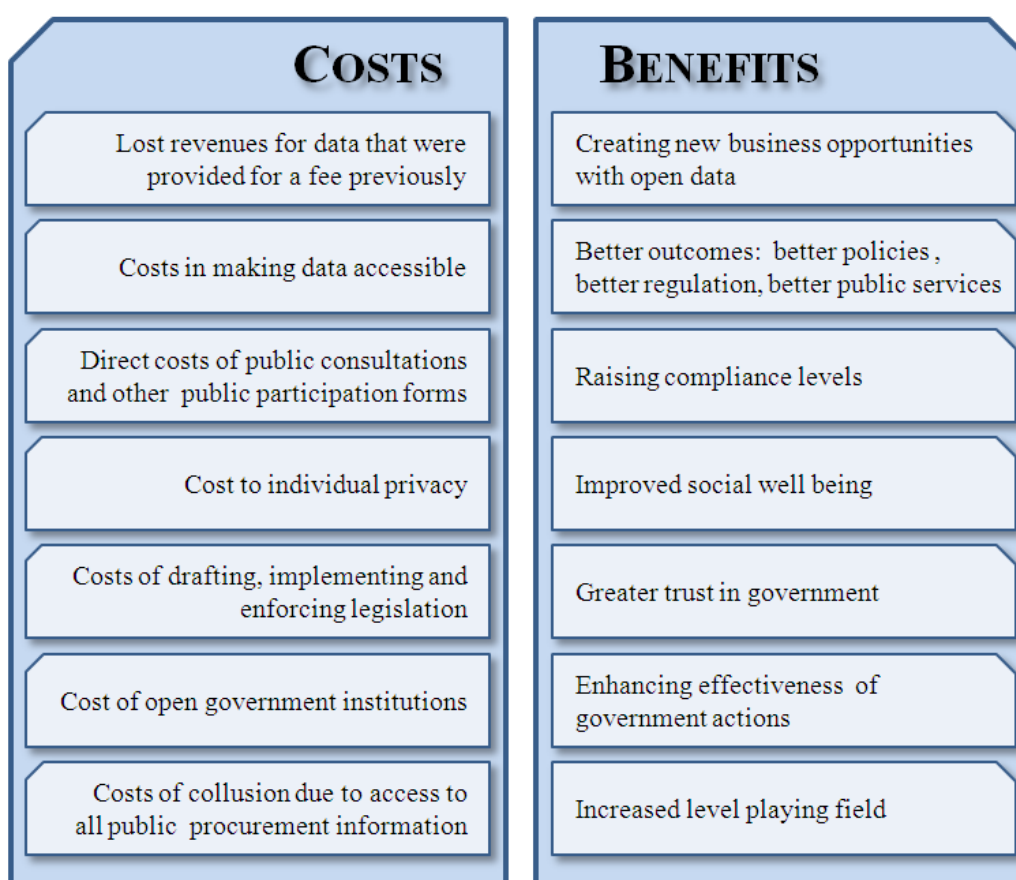 COSTS
Lost revenues for data that were
provided for a fee previously
Costs in making data accessible
Direct costs of public consultations
and other public participation forms
Cost to individual privacy
Costs of drafting, implementing and
enforcing legislation
Cost of open government institutions
Costs of collusion due to access to
all public procurement information
BENEFITS
Creating new business opportunities
with open data
Better outcomes: better policies ,
better regulation, better public services
Raising compliance levels
Improved social well being
Greater trust in government
Enhancing effectiveness of
government actions
Increased level playing field